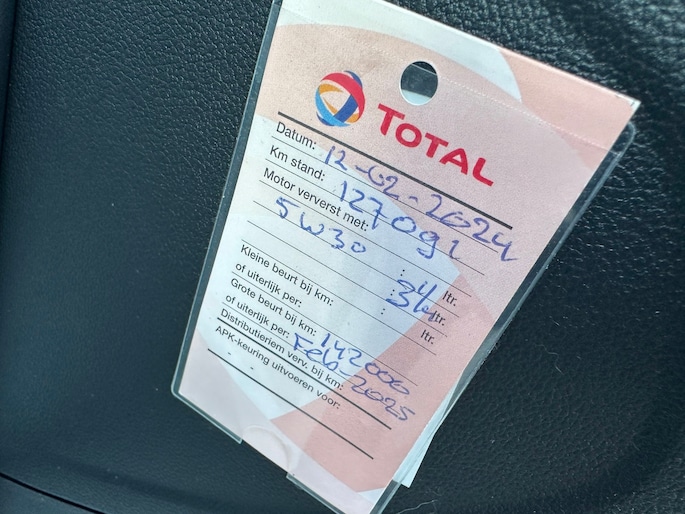 TOTAL
Datum: 12-02-2024
Km stand: 127091
Motor ververst met:
5W30 : 3/4 ltr.
: ltr.
: ltr.
Kleine beurt bij km:
of uiterlijk per:
Grote beurt bij km: 142000
of uiterlijk per: Feb-2025
Distributieriem verv. bij km:
APK-keuring uitvoeren voor: